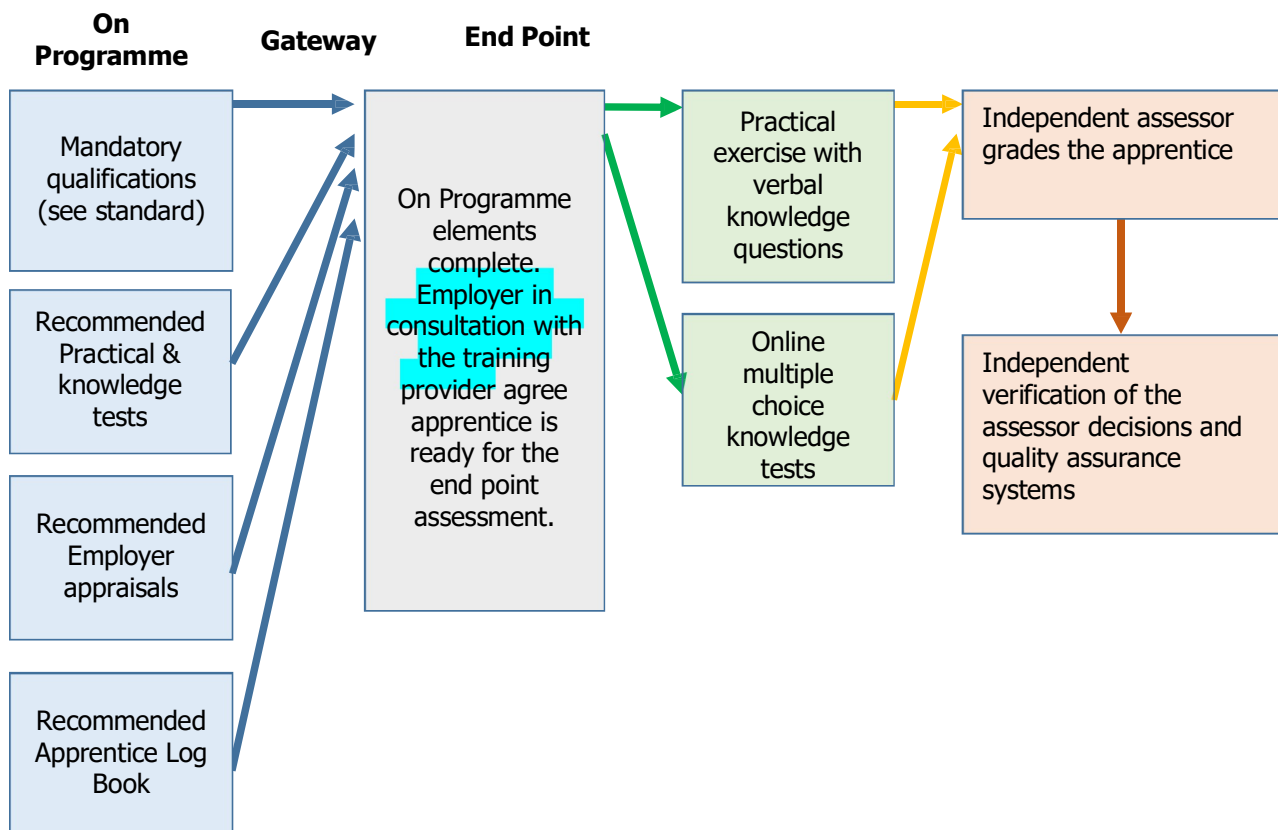 On
Programme
Gateway
End Point
Mandatory
qualifications
(see standard)
Recommended
Practical &
knowledge
tests
Recommended
Employer
appraisals
Recommended
Apprentice Log
Book
On Programme
elements
complete.
Employer in
consultation with
the training
provider agree
apprentice is
ready for the
end point
assessment.
Practical
exercise with
verbal
knowledge
questions
Online
multiple
choice
knowledge
tests
Independent assessor
grades the apprentice
Independent
verification of the
assessor decisions and
quality assurance
systems